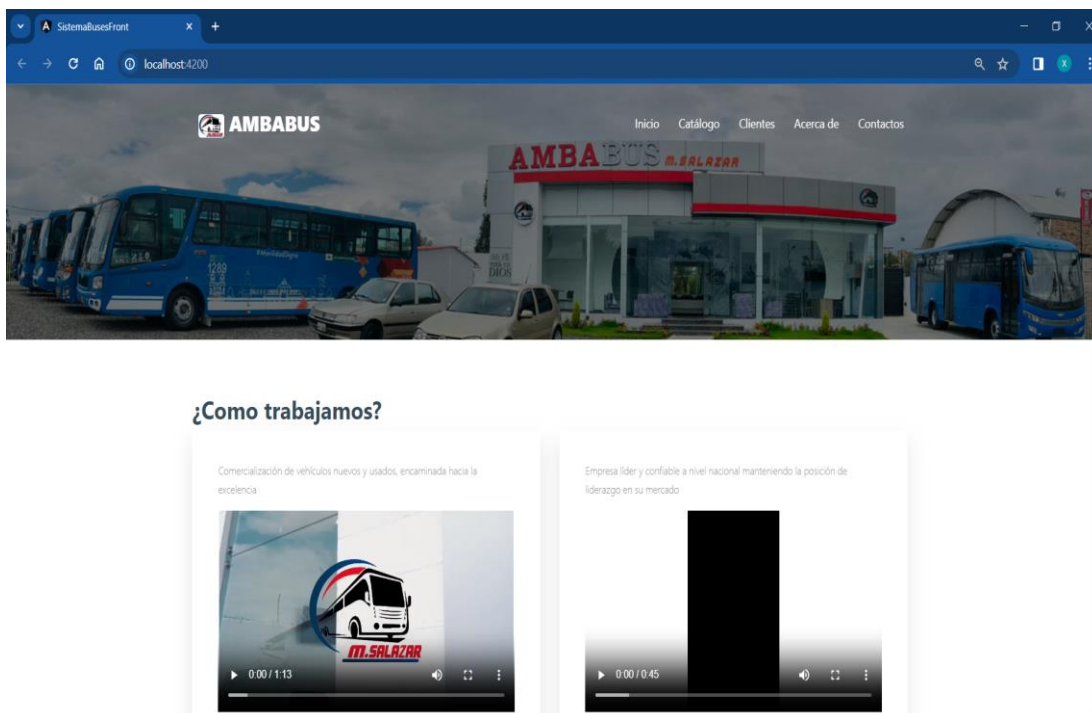 SistemaBusesFront
localhost:4200
AMBABUS
Inicio Catálogo Clientes Acerca de Contactos
AMBABUS M.SALAZAR
1289
DIOS
¿Como trabajamos?
Comercialización de vehículos nuevos y usados, encaminada hacia la
excelencia
Empresa líder y confiable a nivel nacional manteniendo la posición de
liderazgo en su mercado
M.SALAZAR
0:00 / 1:13
0:00 / 0:45